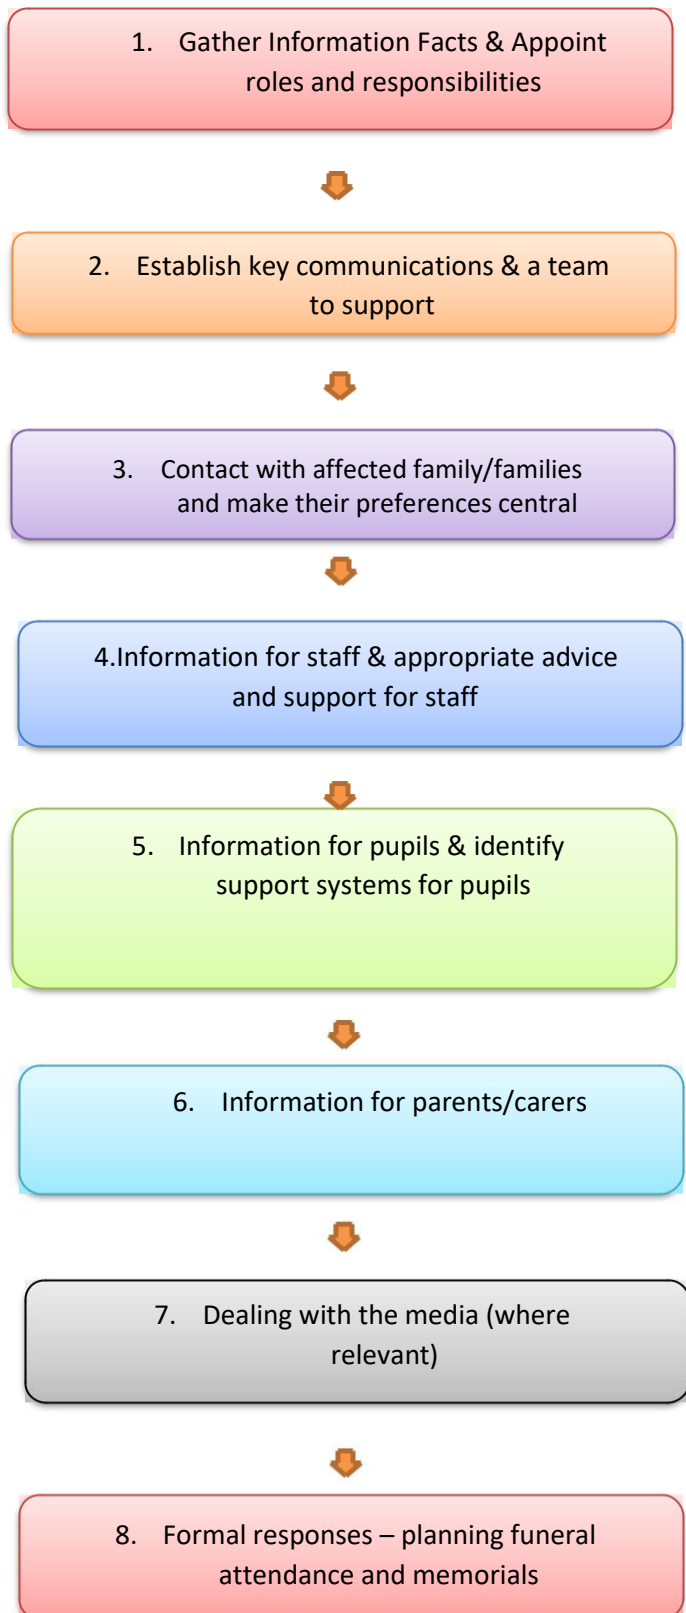 1. Gather Information Facts & Appoint
roles and responsibilities
2. Establish key communications & a team
to support
3. Contact with affected family/families
and make their preferences central
4.Information for staff & appropriate advice
and support for staff
5. Information for pupils & identify
support systems for pupils
6. Information for parents/carers
7. Dealing with the media (where
relevant)
8. Formal responses – planning funeral
attendance and memorials